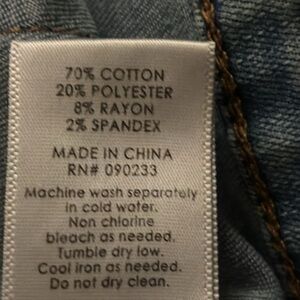 70% COTTON
20% POLYESTER
8% RAYON
2% SPANDEX
MADE IN CHINA
RN# 090233
Machine wash separately
in cold water.
Non chlorine
bleach as needed.
Tumble dry low.
Cool iron as needed.
Do not dry clean.